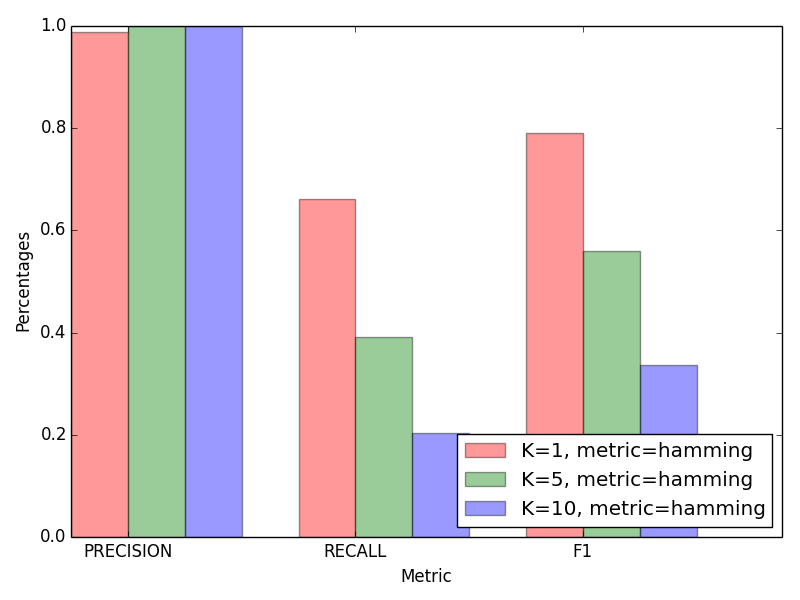 1.0
0.8
0.6
0.4
0.2
0.0
Percentages
PRECISION
RECALL
F1
Metric
K=1, metric=hamming
K=5, metric=hamming
K=10, metric=hamming